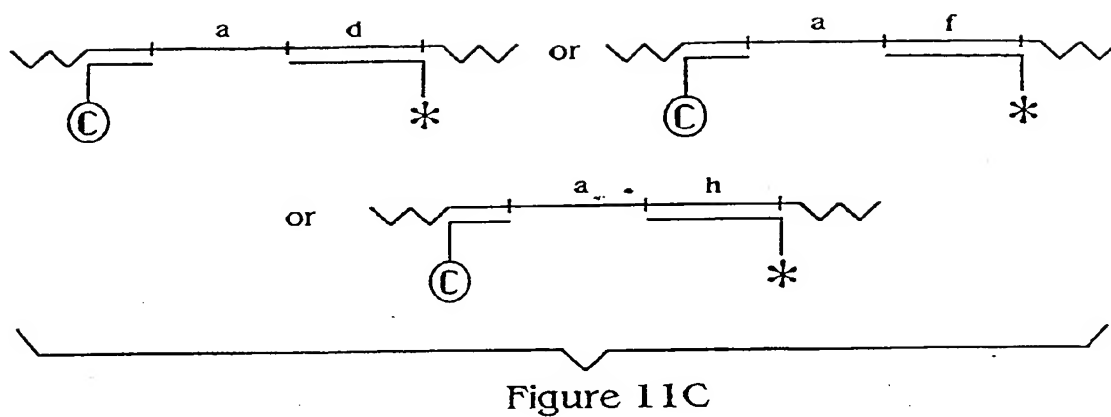 a d or a f
Ⓒ * Ⓒ *
or a h
Ⓒ *
Figure 11C